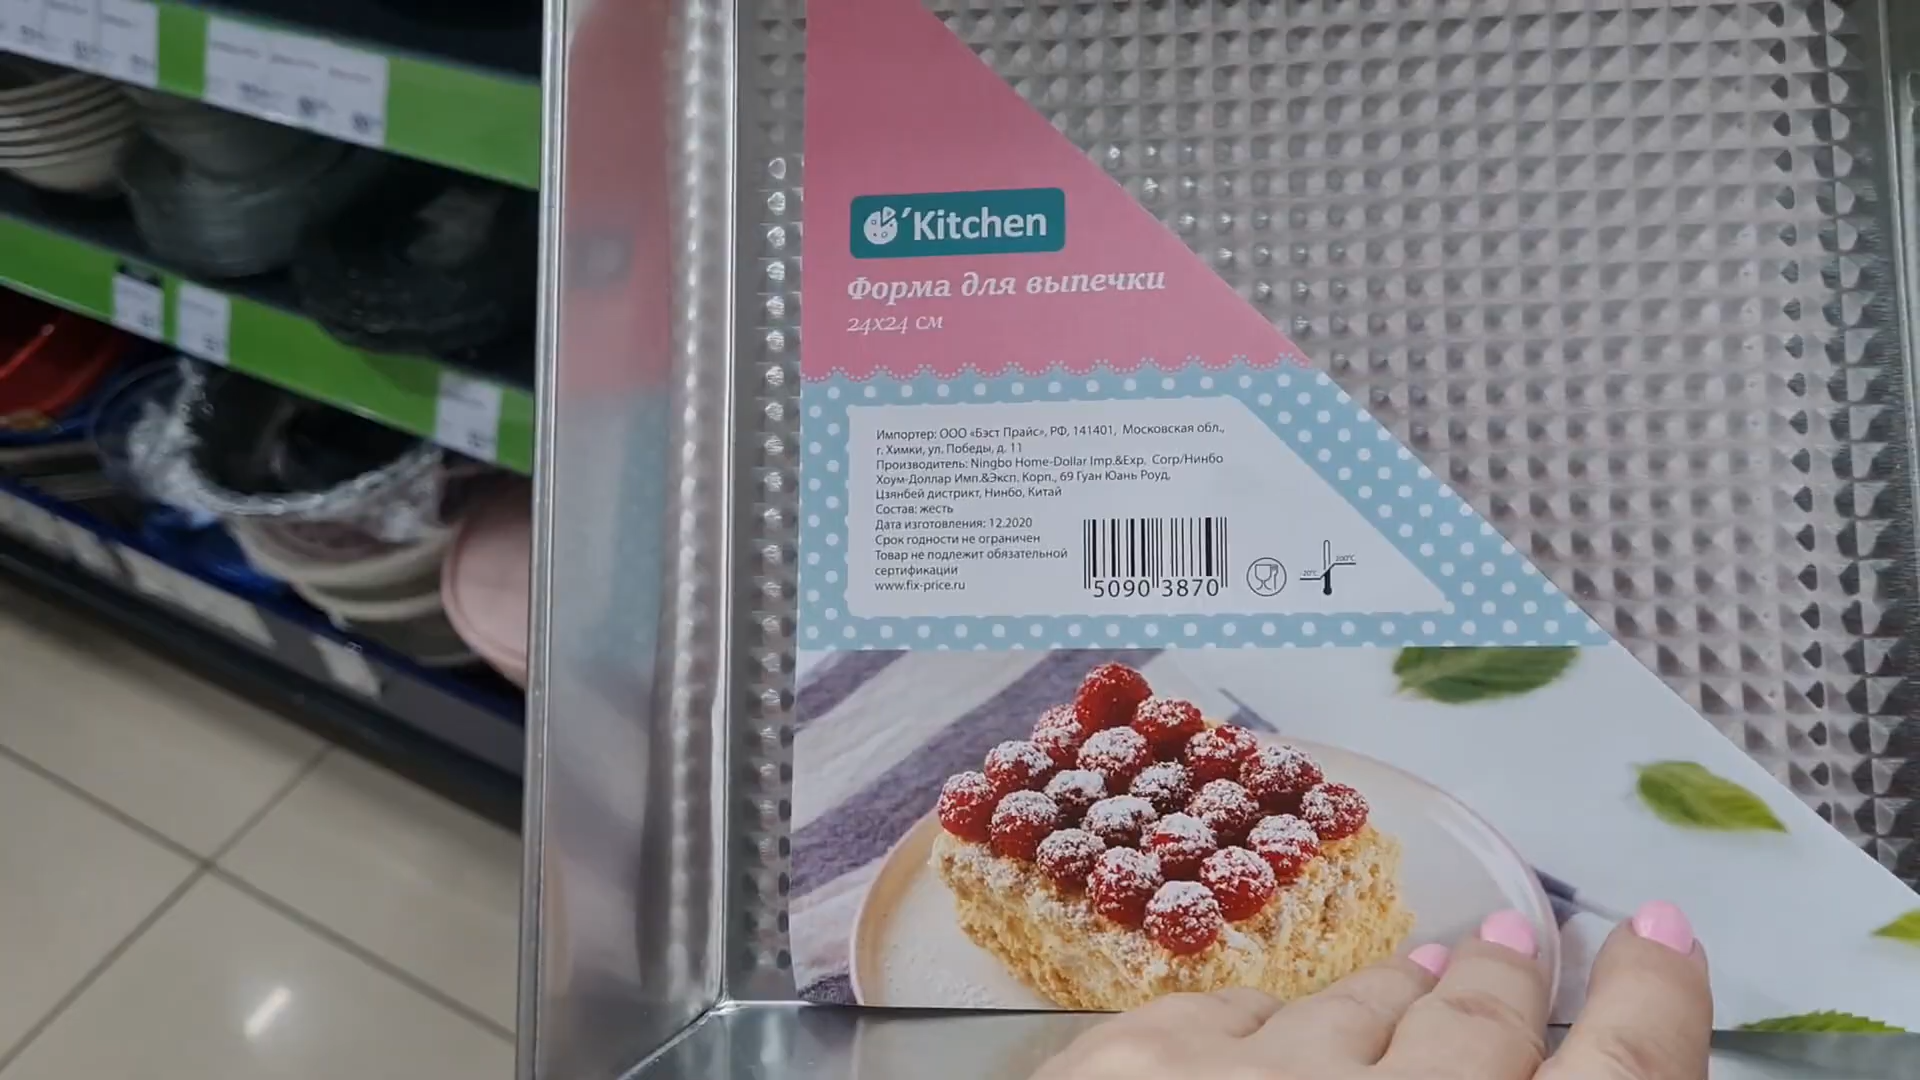 'Kitchen
Форма для выпечки
24x24 см
Импортер: ООО «Бэст Прайс», РФ, 141401, Московская обл.,
г. Химки, ул. Победы, д. 11
Производитель: Ningbo Home-Dollar Imp.&Exp. Corp/Нинбо
Хоум-Доллар Имп.&Эксп. Корп., 69 Гуан Юань Роуд,
Цзянбей дистрикт, Нинбо, Китай
Состав: жесть
Дата изготовления: 12.2020
Срок годности не ограничен
Товар не подлежит обязательной
сертификации
www.fix-price.ru
5090 3870
-20°C
200°C